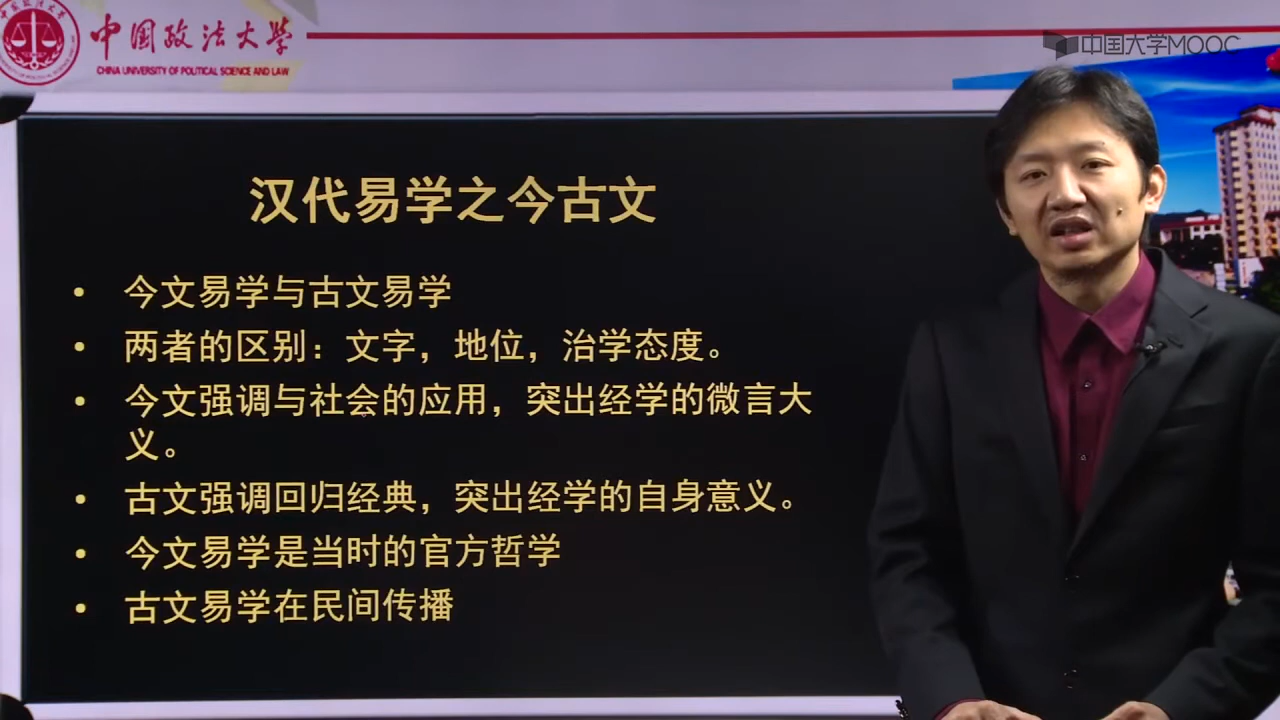 中国政法大学
CHINA UNIVERSITY OF POLITICAL SCIENCE AND LAW
中国大学MOOC
汉代易学之今古文
• 今文易学与古文易学
• 两者的区别：文字，地位，治学态度。
• 今文强调与社会的应用，突出经学的微言大
义。
• 古文强调回归经典，突出经学的自身意义。
• 今文易学是当时的官方哲学
• 古文易学在民间传播